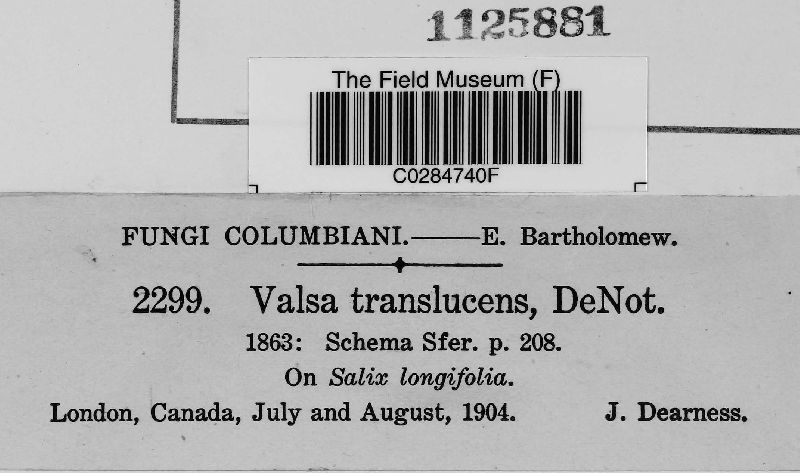 1125881
The Field Museum (F)
C0284740F
FUNGI COLUMBIANI.——E. Bartholomew.
2299. Valsa translucens, DeNot.
1863: Schema Sfer. p. 208.
On Salix longifolia.
London, Canada, July and August, 1904. J. Dearness.